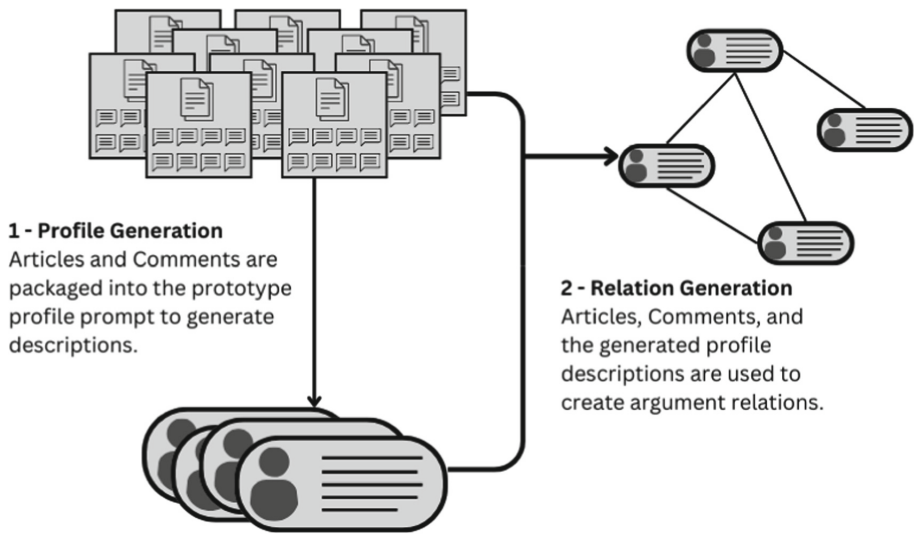 1 - Profile Generation
Articles and Comments are
packaged into the prototype
profile prompt to generate
descriptions.
2 - Relation Generation
Articles, Comments, and
the generated profile
descriptions are used to
create argument relations.